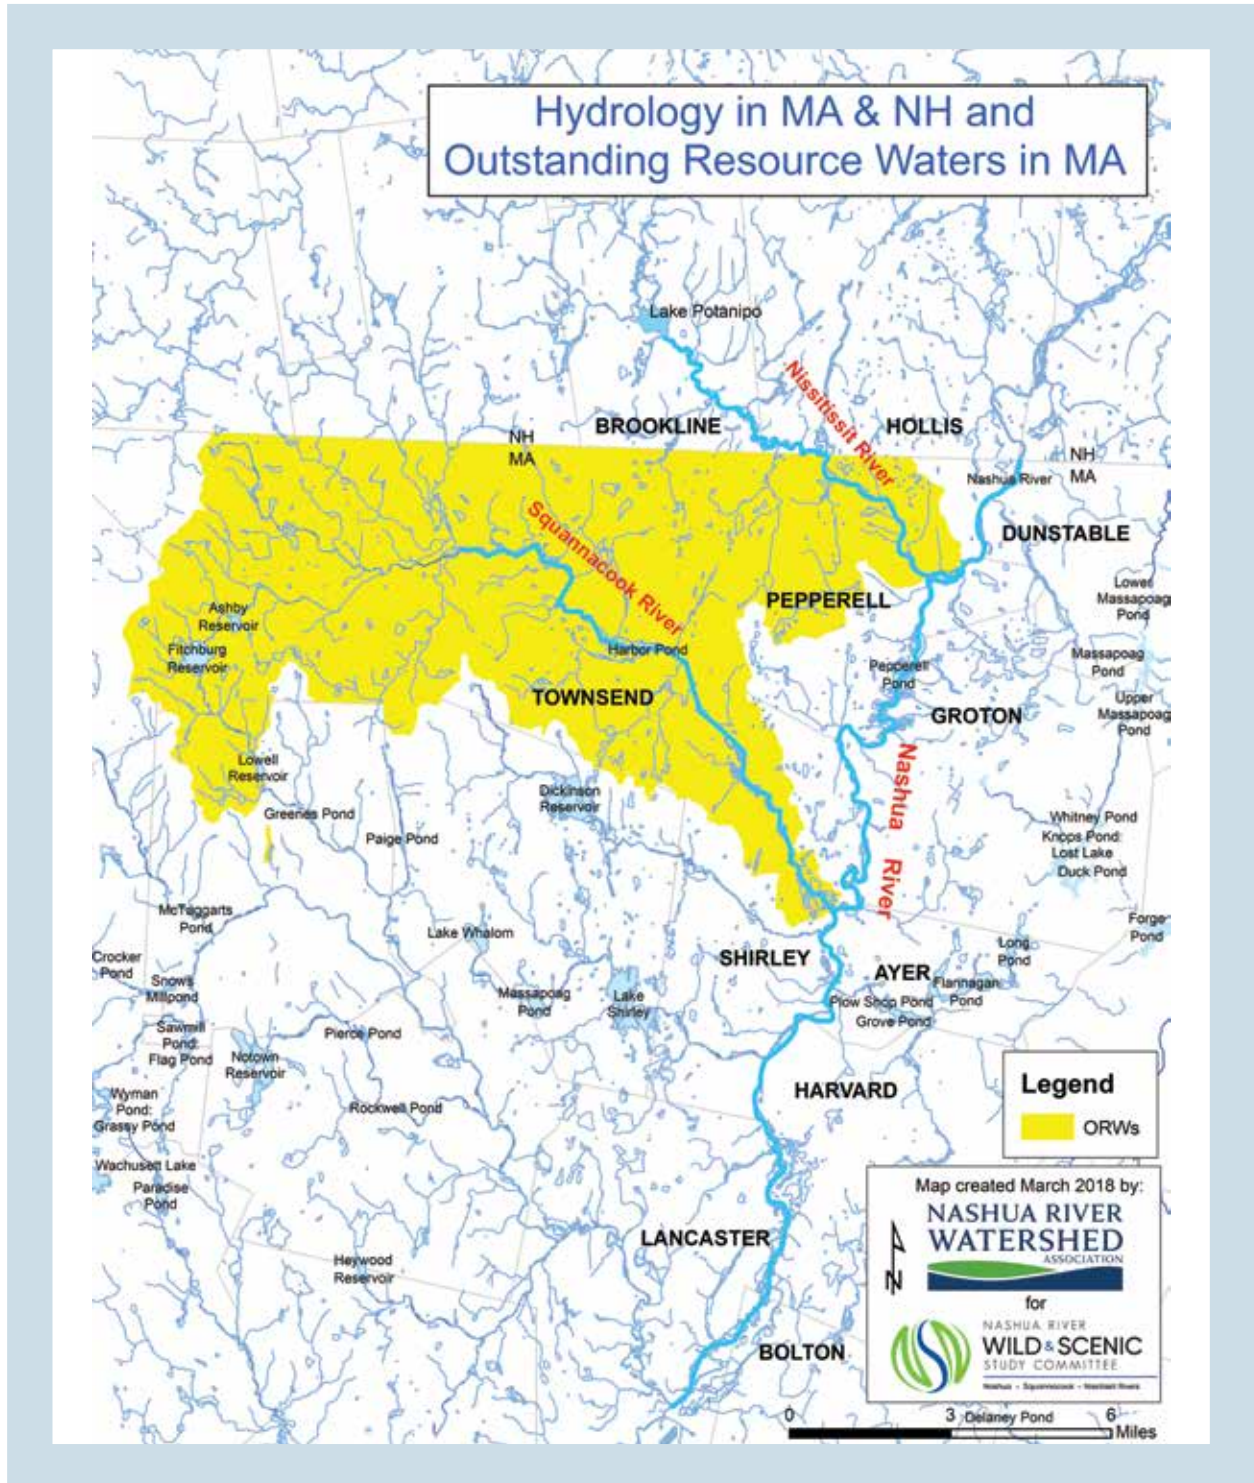 Hydrology in MA & NH and
Outstanding Resource Waters in MA
Lake Potanipo
Nissitissit River
BROOKLINE
HOLLIS
NH
MA
NH
MA
Nashua River
Squannacook River
DUNSTABLE
Lower
Massapoag
Pond
PEPPERELL
Ashby
Reservoir
Fitchburg
Reservoir
Harbor Pond
Massapoag
Pond
Pepperell
Pond
TOWNSEND
Upper
Massapoag
Pond
GROTON
Nashua River
Lowell
Reservoir
Dickinson
Reservoir
Greenes Pond
Paige Pond
Whitney Pond
Knops Pond:
Lost Lake
Duck Pond
McTaggarts
Pond
Lake Whalom
Forge
Pond
Long
Pond
SHIRLEY
AYER
Crocker
Pond
Snows
Millpond
Massapoag
Pond
Lake
Shirley
Flannagan
Pond
Plow Shop Pond
Grove Pond
Sawmill
Pond:
Flag Pond
Pierce Pond
Notown
Reservoir
Legend
ORWs
HARVARD
Wyman
Pond:
Grassy Pond
Rockwell Pond
Wachusett Lake
Paradise
Pond
Map created March 2018 by:
NASHUA RIVER
WATERSHED
ASSOCIATION
N
for
LANCASTER
Heywood
Reservoir
NASHUA RIVER
WILD & SCENIC
STUDY COMMITTEE
Nashua • Squannacook • Nissitissit Rivers
BOLTON
0 3 Delaney Pond 6
Miles